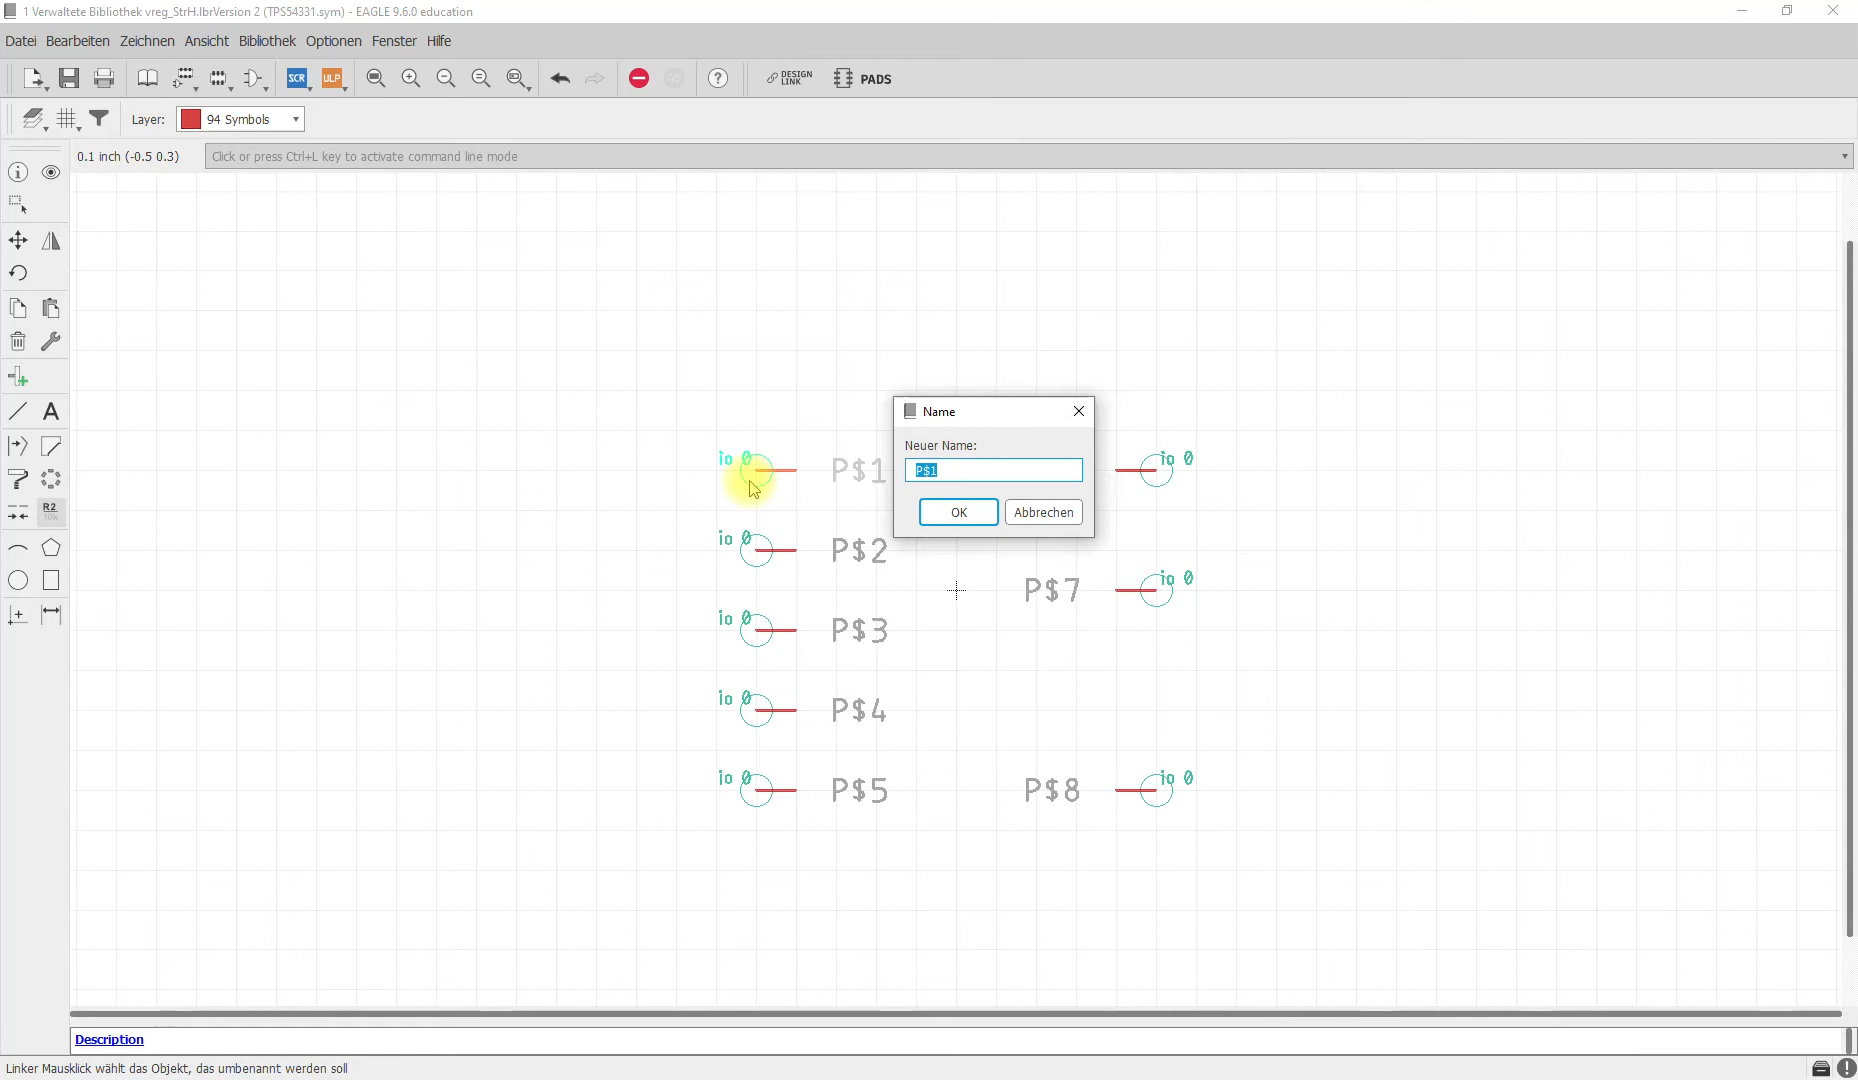 1 Verwaltete Bibliothek vreg_StrH.lbrVersion 2 (TPS54331.sym) - EAGLE 9.6.0 education
Datei Bearbeiten Zeichnen Ansicht Bibliothek Optionen Fenster Hilfe
SCR ULP DESIGN LINK PADS
Layer: 94 Symbols
0.1 inch (-0.5 0.3) Click or press Ctrl+L key to activate command line mode
Name
Neuer Name:
P$1
OK Abbrechen
io 0 P$1 io 0
io 0 P$2
P$7 io 0
io 0 P$3
io 0 P$4
io 0 P$5 P$8 io 0
R2
10k
Description
Linker Mausklick wählt das Objekt, das umbenannt werden soll